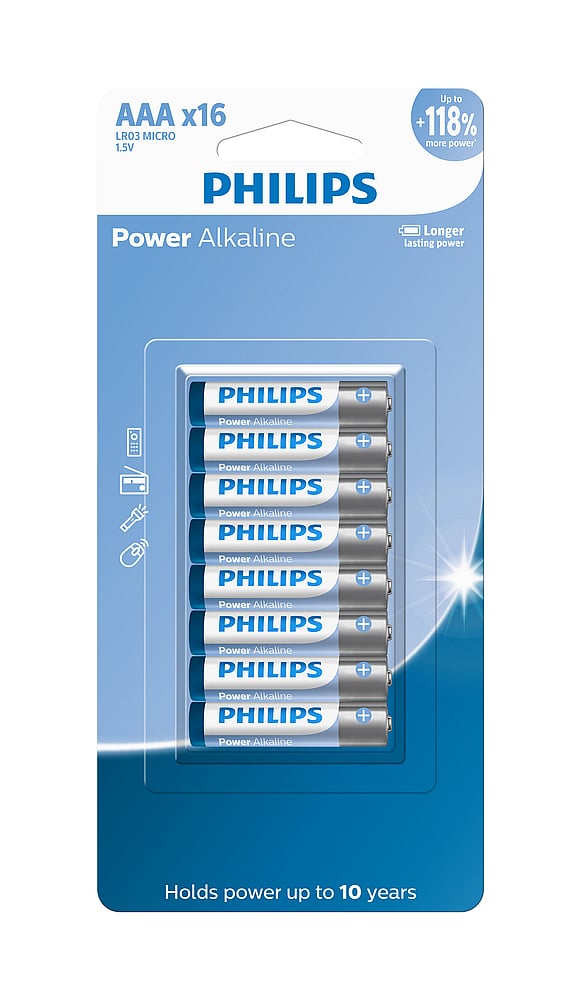 AAA x16
LR03 MICRO
1.5V
Up to
+118%
more power*
PHILIPS
Power Alkaline
Longer
lasting power
PHILIPS
Power Alkaline
PHILIPS
Power Alkaline
PHILIPS
Power Alkaline
PHILIPS
Power Alkaline
PHILIPS
Power Alkaline
PHILIPS
Power Alkaline
PHILIPS
Power Alkaline
PHILIPS
Power Alkaline
Holds power up to 10 years